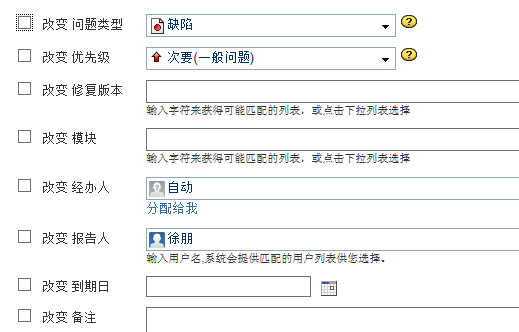 改变 问题类型 缺陷 ?
改变 优先级 次要(一般问题) ?
改变 修复版本
输入字符来获得可能匹配的列表，或点击下拉列表选择
改变 模块
输入字符来获得可能匹配的列表，或点击下拉列表选择
改变 经办人 自动
分配给我
改变 报告人 徐朋
输入用户名,系统会提供匹配的用户列表供您选择。
改变 到期日
改变 备注